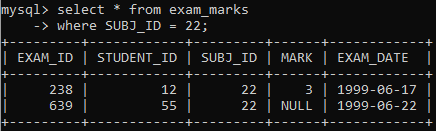 mysql> select * from exam_marks
    -> where SUBJ_ID = 22;
+---------+------------+---------+------+------------+
| EXAM_ID | STUDENT_ID | SUBJ_ID | MARK | EXAM_DATE  |
+---------+------------+---------+------+------------+
|     238 |         12 |      22 |    3 | 1999-06-17 |
|     639 |         55 |      22 | NULL | 1999-06-22 |
+---------+------------+---------+------+------------+